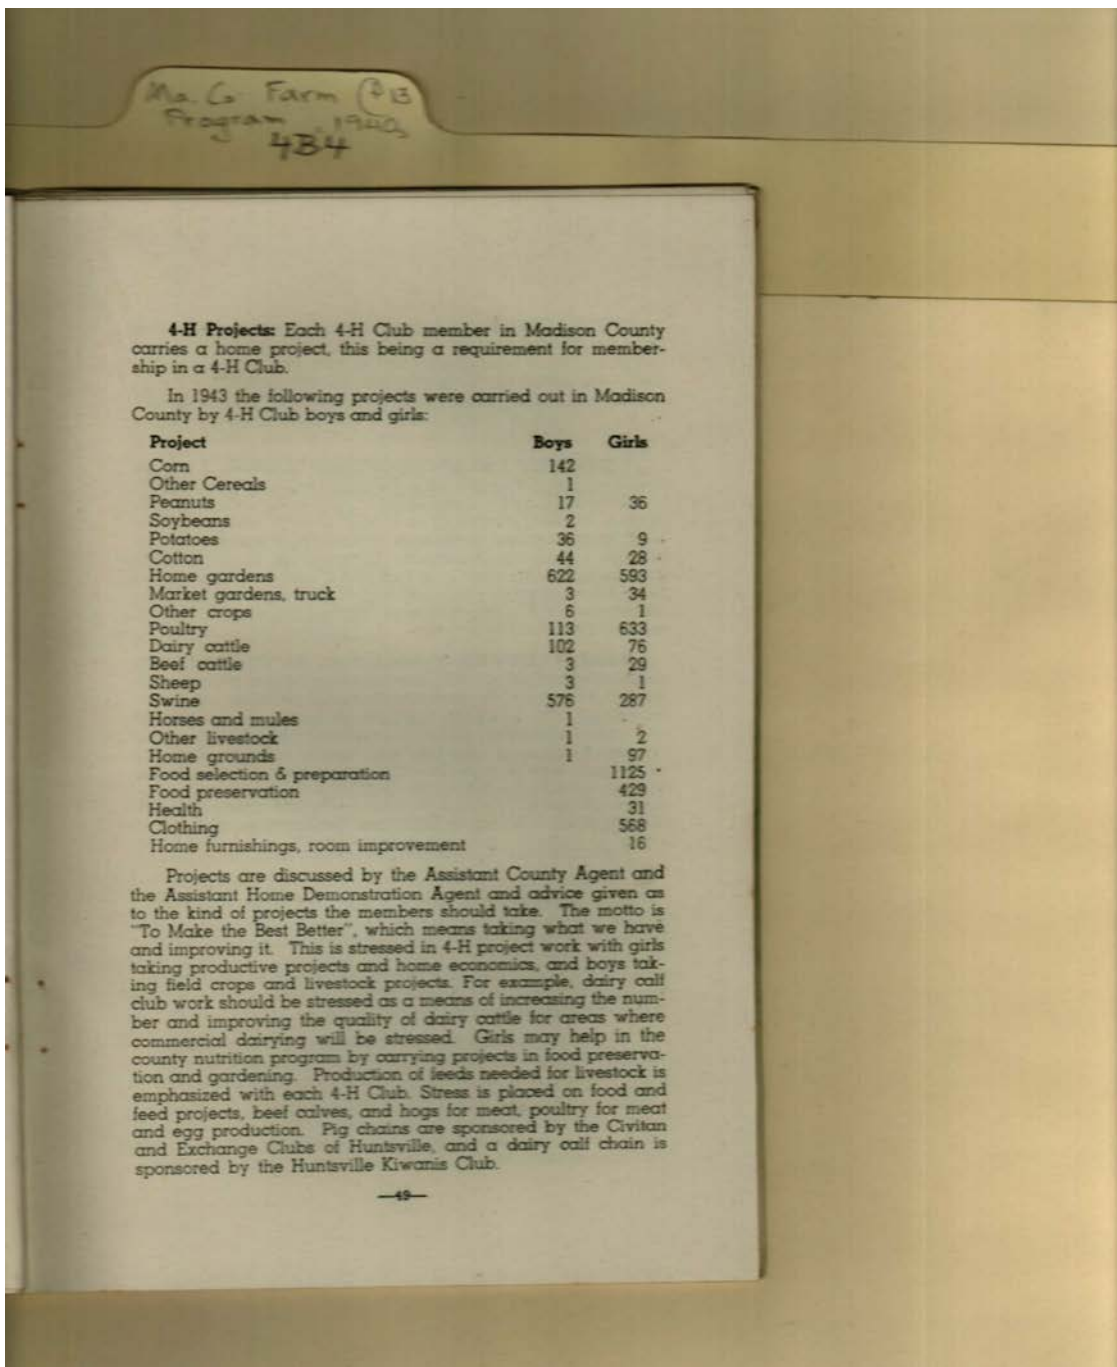 Ma. Co. Farm
Program 1940s
4B4
4-H Projects: Each 4-H Club member in Madison County
carries a home project, this being a requirement for member-
ship in a 4-H Club.
In 1943 the following projects were carried out in Madison
County by 4-H Club boys and girls:
Project Boys Girls
Corn 142
Other Cereals 1
Peanuts 17 36
Soybeans 2
Potatoes 36 9
Cotton 44 28
Home gardens 622 593
Market gardens, truck 3 34
Other crops 6 1
Poultry 113 633
Dairy cattle 102 76
Beef cattle 3 29
Sheep 3 1
Swine 576 287
Horses and mules 1
Other livestock 1 2
Home grounds 1 97
Food selection & preparation 1125
Food preservation 429
Health 31
Clothing 568
Home furnishings, room improvement 16
Projects are discussed by the Assistant County Agent and
the Assistant Home Demonstration Agent and advice given as
to the kind of projects the members should take. The motto is
"To Make the Best Better", which means taking what we have
and improving it. This is stressed in 4-H project work with girls
taking productive projects and home economics, and boys tak-
ing field crops and livestock projects. For example, dairy calf
club work should be stressed as a means of increasing the num-
ber and improving the quality of dairy cattle for areas where
commercial dairying will be stressed. Girls may help in the
county nutrition program by carrying projects in food preserva-
tion and gardening. Production of feeds needed for livestock is
emphasized with each 4-H Club. Stress is placed on food and
feed projects, beef calves, and hogs for meat, poultry for meat
and egg production. Pig chains are sponsored by the Civitan
and Exchange Clubs of Huntsville, and a dairy calf chain is
sponsored by the Huntsville Kiwanis Club.
—49—